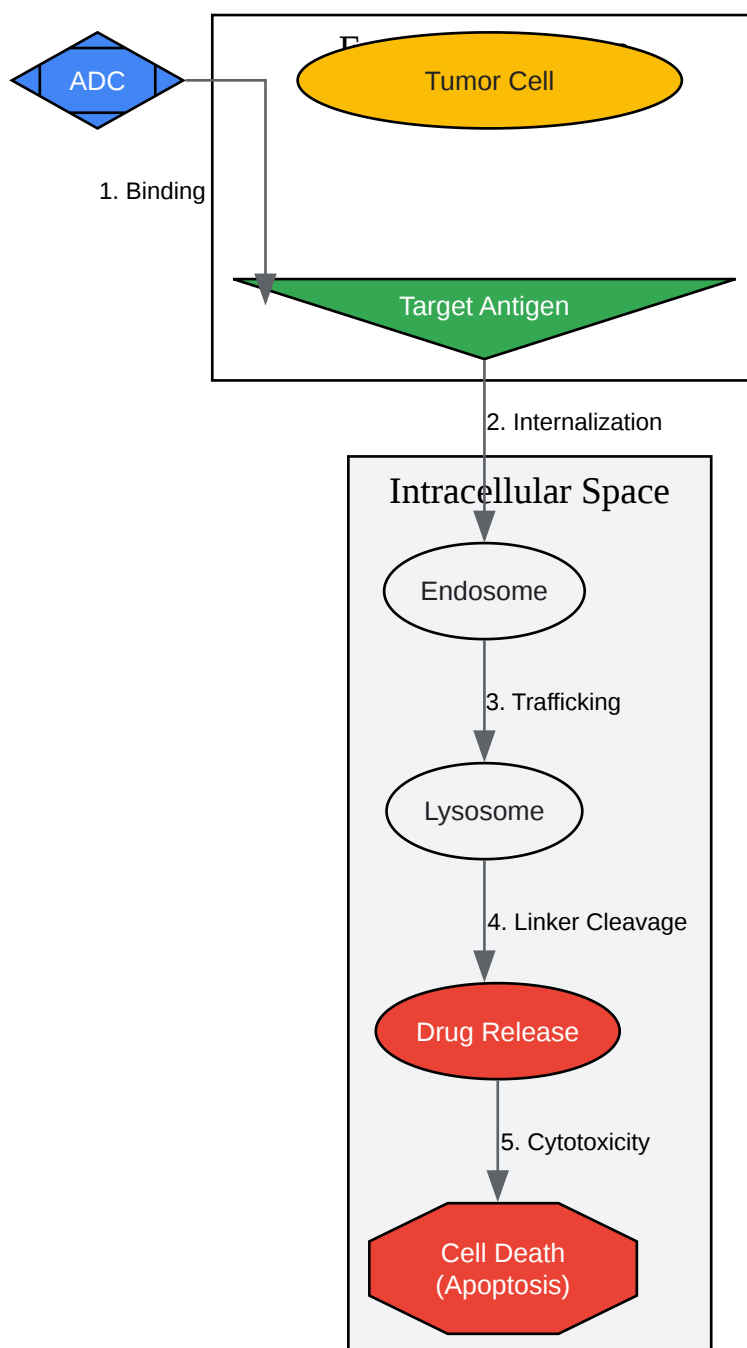 ADC
Tumor Cell
1. Binding
Target Antigen
2. Internalization
Intracellular Space
Endosome
3. Trafficking
Lysosome
4. Linker Cleavage
Drug Release
5. Cytotoxicity
Cell Death
(Apoptosis)